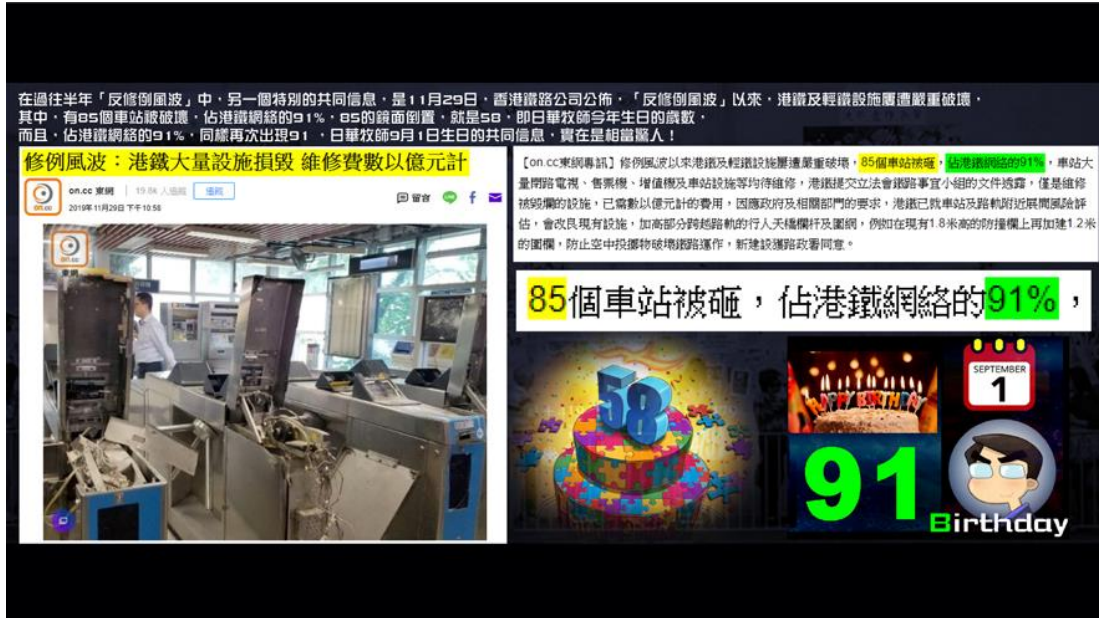 在過往半年「反修例風波」中，另一個特別的共同信息，是11月29日，香港鐵路公司公佈，「反修例風波」以來，港鐵及輕鐵設施屢遭嚴重破壞，
其中，有85個車站被破壞，佔港鐵網絡的91%，85的鏡面倒置，就是58，即日華牧師今年生日的歲數，
而且，佔港鐵網絡的91%，同樣再次出現91，日華牧師9月1日生日的共同信息，實在是相當驚人！
修例風波：港鐵大量設施損毀 維修費數以億元計
on.cc
on.cc 東網 19.8k 人追蹤 追蹤
2019年11月29日 下午10:56
留言
on.cc
東網
【on.cc東網專訊】修例風波以來港鐵及輕鐵設施屢遭嚴重破壞，85個車站被砸，佔港鐵網絡的91%，車站大
量閉路電視、售票機、增值機及車站設施等均待維修，港鐵提交立法會鐵路事宜小組的文件透露，僅是維修
被毀爛的設施，已需數以億元計的費用，因應政府及相關部門的要求，港鐵已就車站及路軌附近展開風險評
估，會改良現有設施，加高部分跨越路軌的行人天橋欄杆及圍網，例如在現有1.8米高的防撞欄上再加建1.2米
的圍欄，防止空中投擲物破壞鐵路運作，新建設獲路政署同意。
85個車站被砸，佔港鐵網絡的91%，
58
HAPPY BIRTHDAY
SEPTEMBER
1
91
Birthday